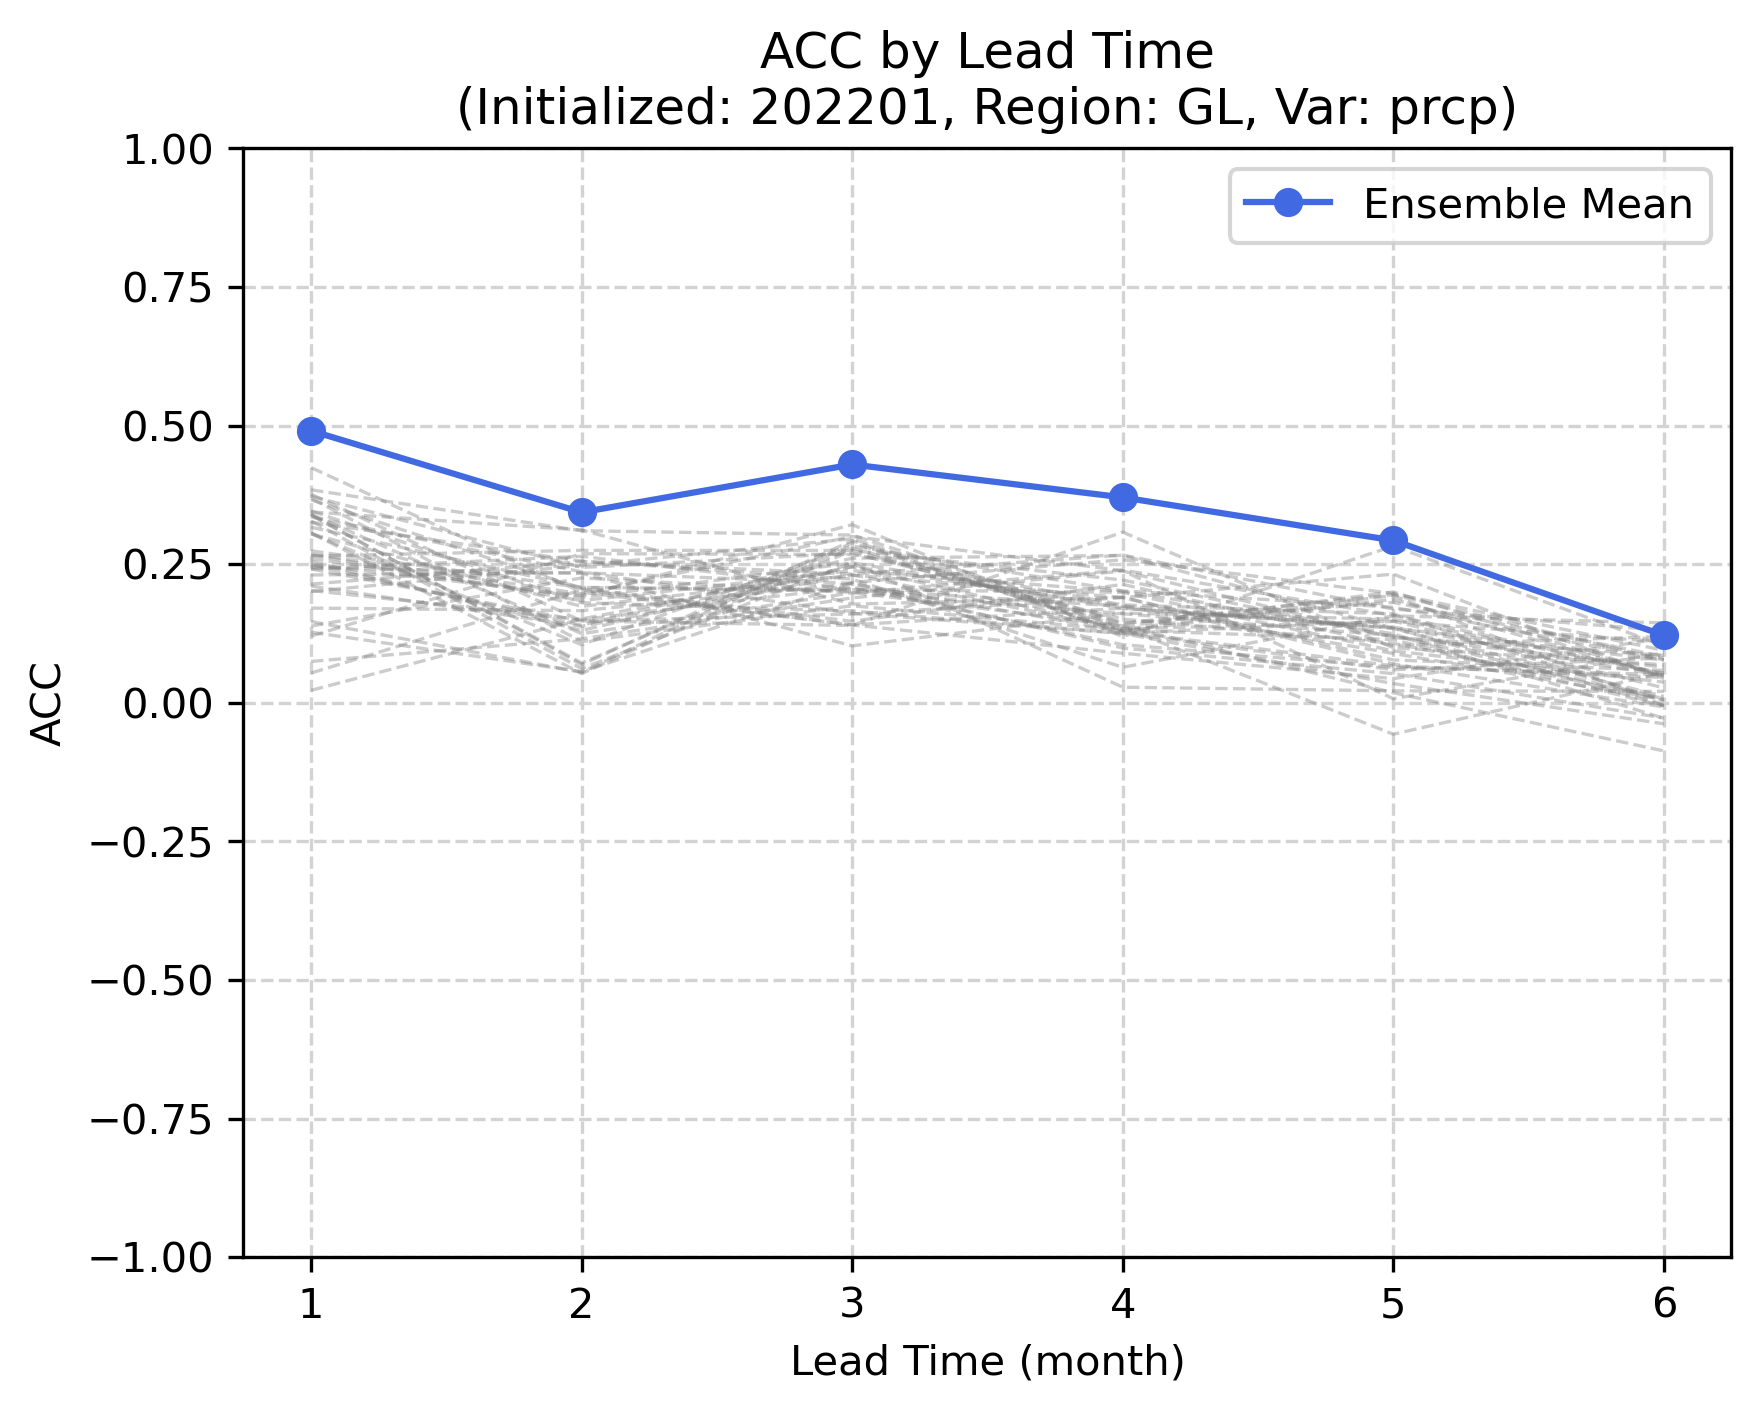 ACC by Lead Time
(Initialized: 202201, Region: GL, Var: prcp)
1.00
0.75
0.50
0.25
0.00
−0.25
−0.50
−0.75
−1.00
ACC
Ensemble Mean
1 2 3 4 5 6
Lead Time (month)